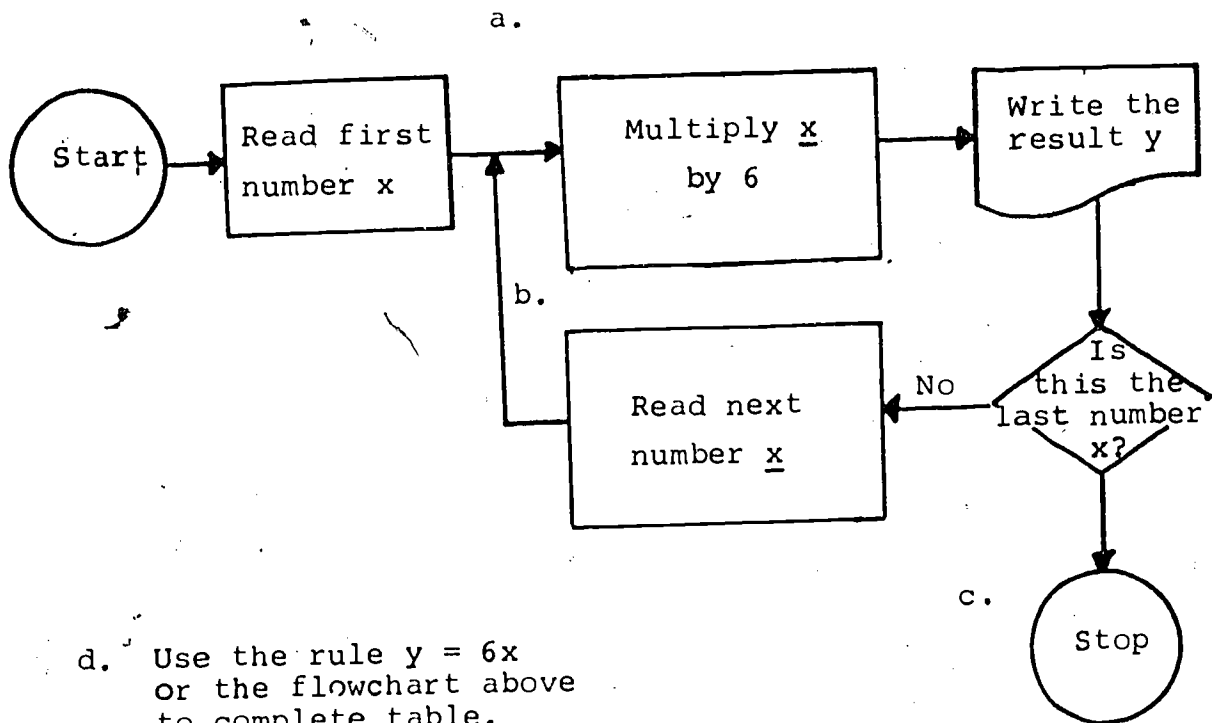 a.
Start
Read first
number x
Multiply x
by 6
Write the
result y
b.
Is
this the
last number
x?
No
Read next
number x
c.
Stop
d. Use the rule y = 6x
or the flowchart above
to complete table.